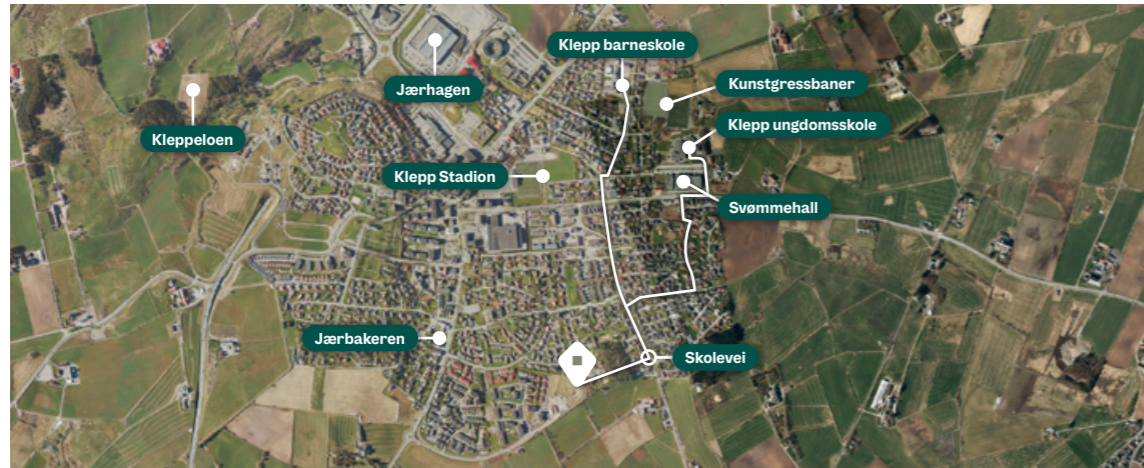 Klepp barneskole
Jærhagen
Kunstgressbaner
Kleppeloen
Klepp ungdomsskole
Klepp Stadion
Svømmehall
Jærbakeren
Skolevei